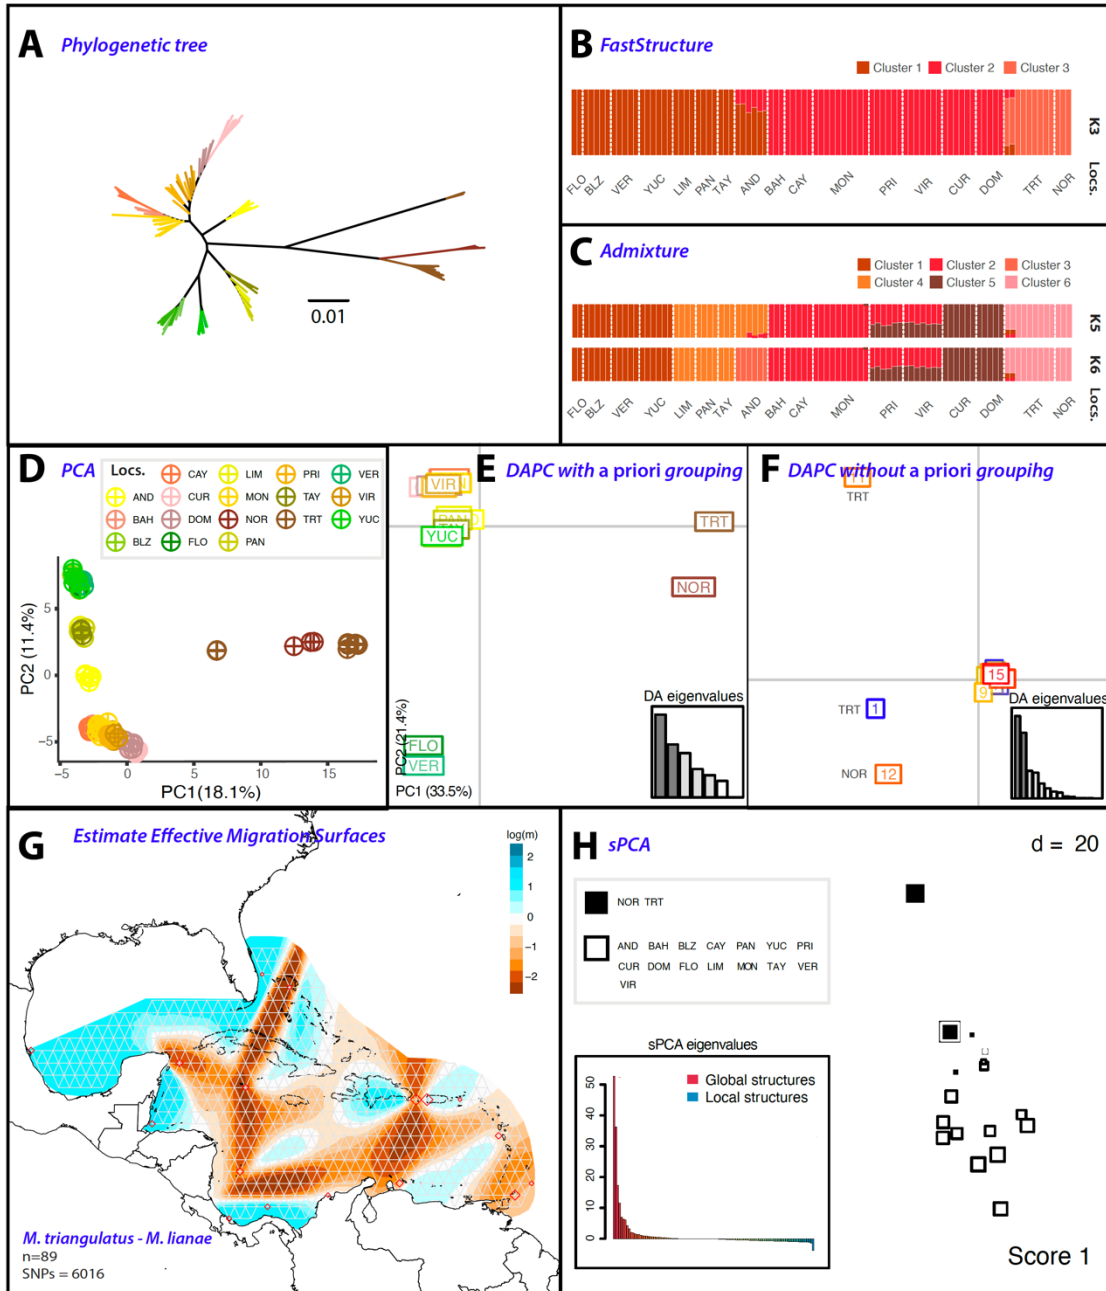 A Phylogenetic tree
0.01
B FastStructure
Cluster 1 Cluster 2 Cluster 3
K3
FLO BLZ VER YUC LIM PAN TAY AND BAH CAY MON PRI VIR CUR DOM TRT NOR
Locs.
C Admixture
Cluster 1 Cluster 2 Cluster 3
Cluster 4 Cluster 5 Cluster 6
K5
K6
FLO BLZ VER YUC LIM PAN TAY AND BAH CAY MON PRI VIR CUR DOM TRT NOR
Locs.
D PCA
Locs.
CAY LIM PRI VER
AND CUR MON TAY VIR
BAH DOM NOR TRT YUC
BLZ FLO PAN
PC2 (11.4%)
5
0
−5
−5 0 5 10 15
PC1(18.1%)
E DAPC with a priori grouping
VIR
TRT
YUC
NOR
FLO
VER
PC2 (21.4%)
PC1 (33.5%)
DA eigenvalues
F DAPC without a priori grouping
TRT
15
9
TRT 1
NOR 12
DA eigenvalues
G Estimate Effective Migration Surfaces
log(m)
2
1
0
−1
−2
M. triangulatus - M. lianae
n=89
SNPs = 6016
H sPCA
d = 20
NOR TRT
AND BAH BLZ CAY PAN YUC PRI
CUR DOM FLO LIM MON TAY VER
VIR
sPCA eigenvalues
Global structures
Local structures
50
40
30
20
10
0
Score 1